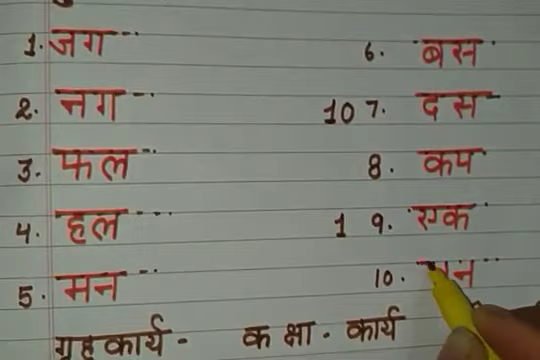 1. जग 6. बस
2. नग 10 7. दस
3. फल 8. कप
4. हल 1 9. एक
5. मन 10.
गृहकार्य - कक्षा - कार्य